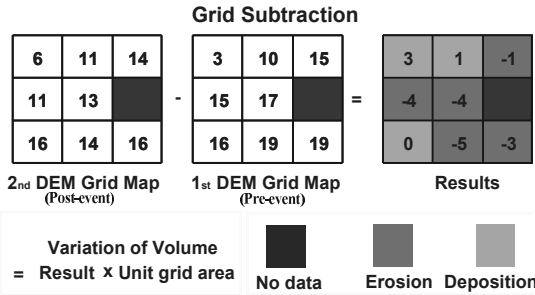 Grid Subtraction
6 11 14 3 10 15 3 1 -1
11 13 - 15 17 = -4 -4
16 14 16 16 19 19 0 -5 -3
2nd DEM Grid Map 1st DEM Grid Map Results
(Post-event) (Pre-event)
Variation of Volume
= Result x Unit grid area
No data Erosion Deposition